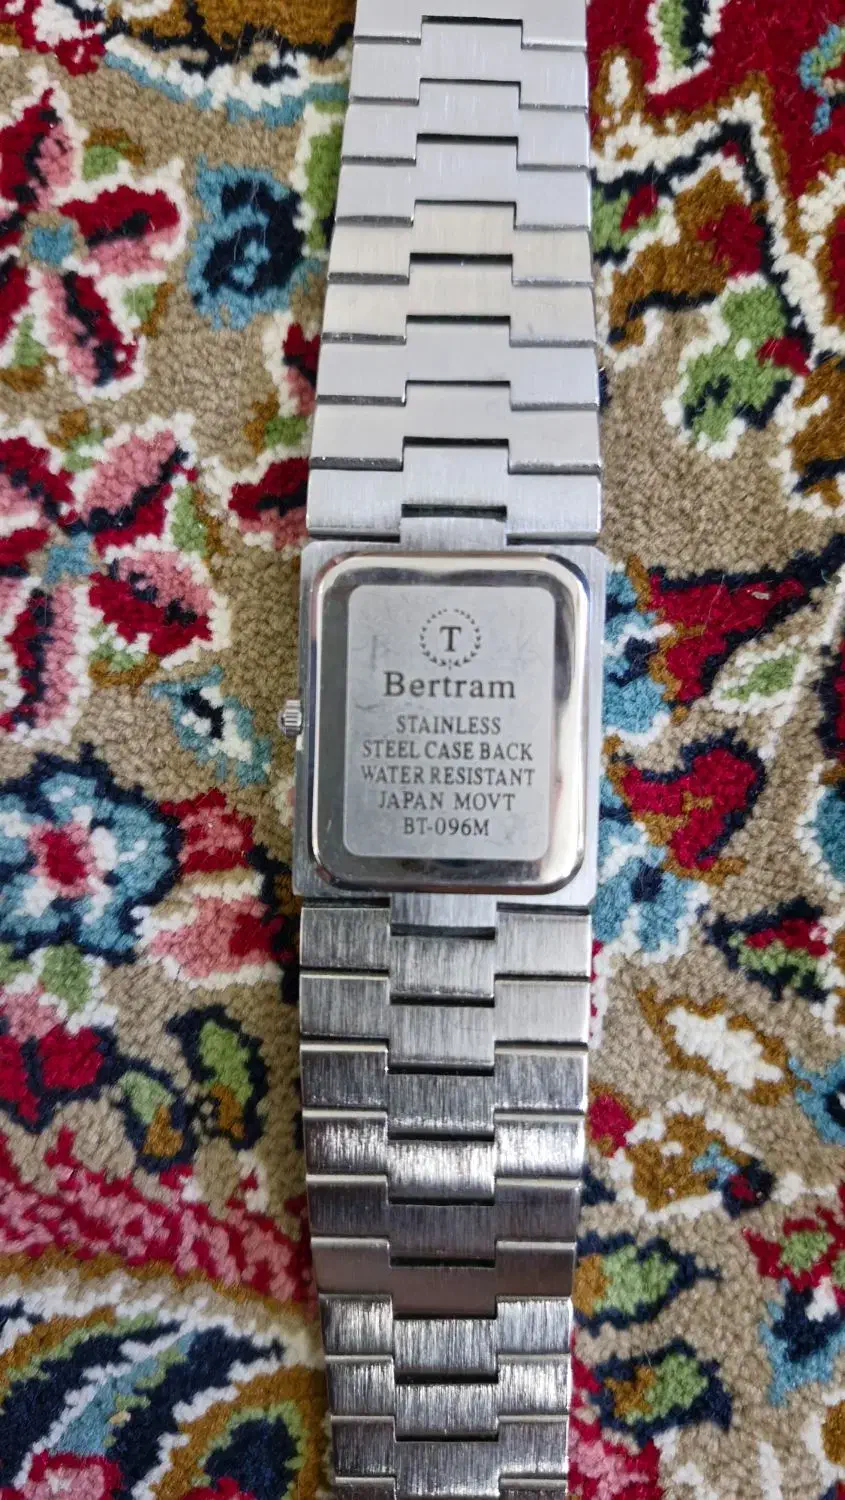 T
Bertram
STAINLESS
STEEL CASE BACK
WATER RESISTANT
JAPAN MOVT
BT-096M